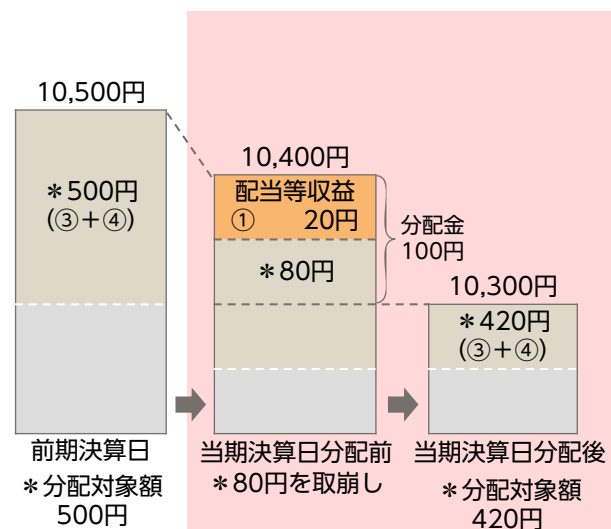 10,500円
＊500円
(③＋④)
前期決算日
＊分配対象額
500円
10,400円
配当等収益
① 20円
＊80円
分配金
100円
当期決算日分配前
＊80円を取崩し
10,300円
＊420円
(③＋④)
当期決算日分配後
＊分配対象額
420円